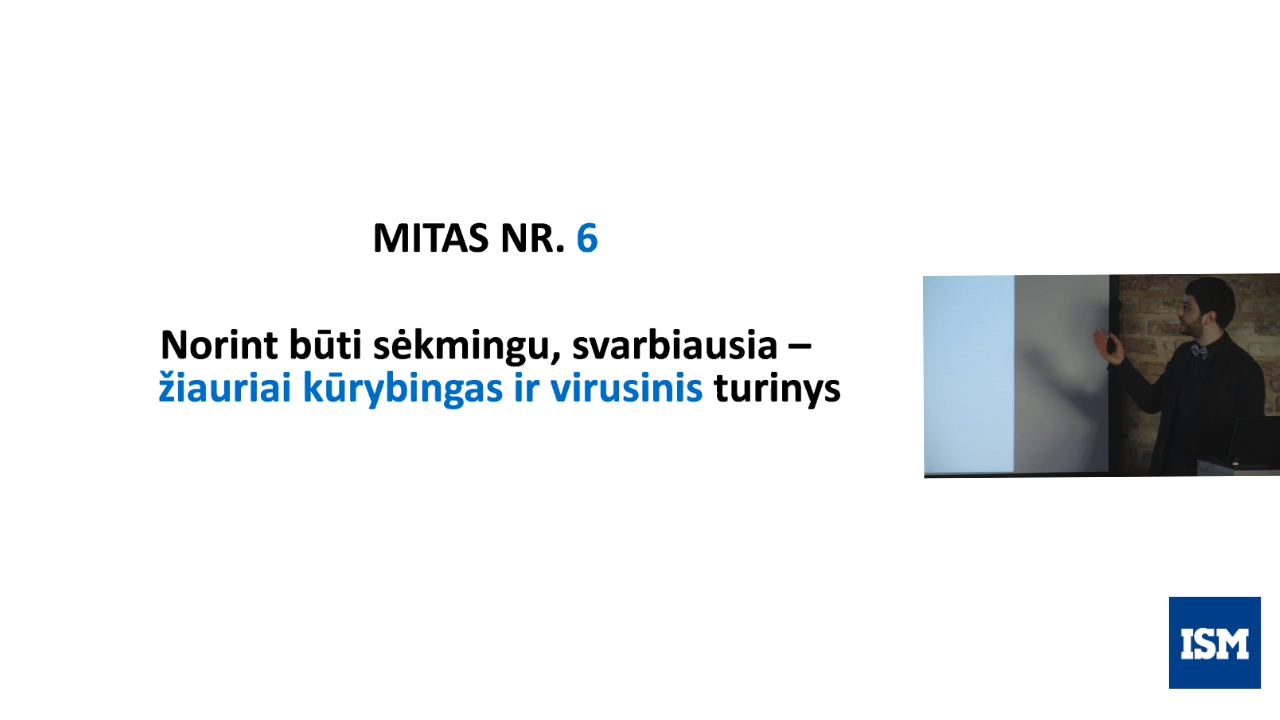 MITAS NR. 6
Norint būti sėkmingu, svarbiausia –
žiauriai kūrybingas ir virusinis turinys
ISM